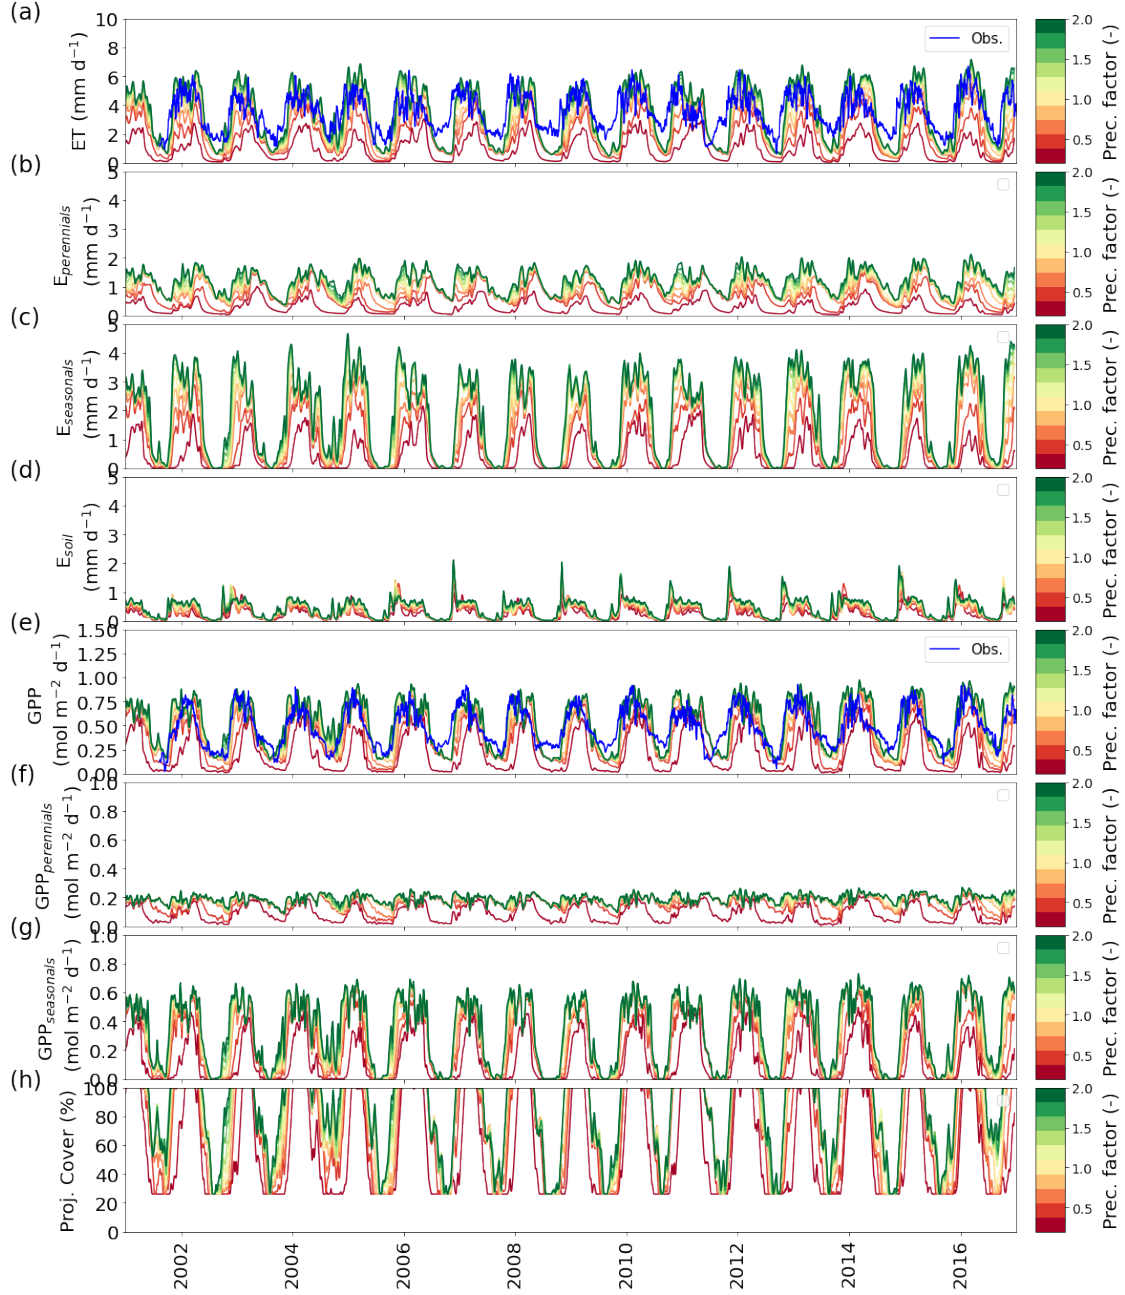 (a)
ET (mm d−1)
10
8
6
4
2
0
Obs.
2.0
1.5
1.0
0.5
Prec. factor (-)
(b)
Eperennials
(mm d−1)
5
4
3
2
1
0
2.0
1.5
1.0
0.5
Prec. factor (-)
(c)
Eseasonals
(mm d−1)
5
4
3
2
1
0
2.0
1.5
1.0
0.5
Prec. factor (-)
(d)
Esoil
(mm d−1)
5
4
3
2
1
0
2.0
1.5
1.0
0.5
Prec. factor (-)
(e)
GPP
(mol m−2 d−1)
1.50
1.25
1.00
0.75
0.50
0.25
0.00
Obs.
2.0
1.5
1.0
0.5
Prec. factor (-)
(f)
GPPperennials
(mol m−2 d−1)
1.0
0.8
0.6
0.4
0.2
0.0
2.0
1.5
1.0
0.5
Prec. factor (-)
(g)
GPPseasonals
(mol m−2 d−1)
1.0
0.8
0.6
0.4
0.2
0.0
2.0
1.5
1.0
0.5
Prec. factor (-)
(h)
Proj. Cover (%)
100
80
60
40
20
0
2.0
1.5
1.0
0.5
Prec. factor (-)
2002
2004
2006
2008
2010
2012
2014
2016